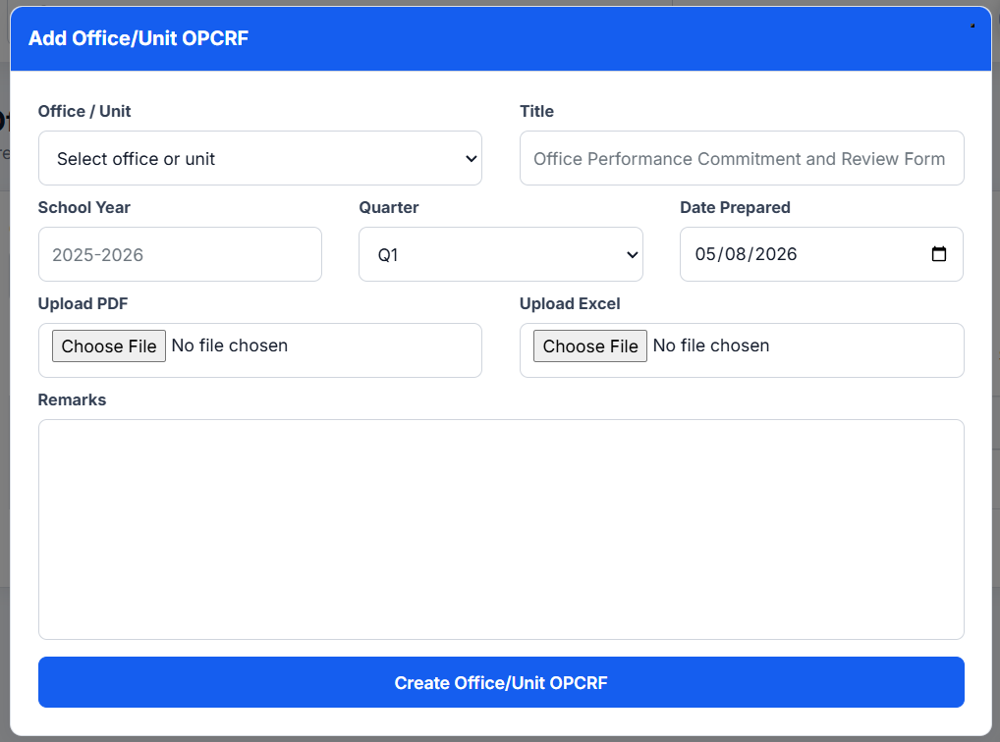 Add Office/Unit OPCRF
Office / Unit
Title
Select office or unit
Office Performance Commitment and Review Form
School Year
Quarter
Date Prepared
2025-2026
Q1
05/08/2026
Upload PDF
Upload Excel
Choose File No file chosen
Choose File No file chosen
Remarks
Create Office/Unit OPCRF